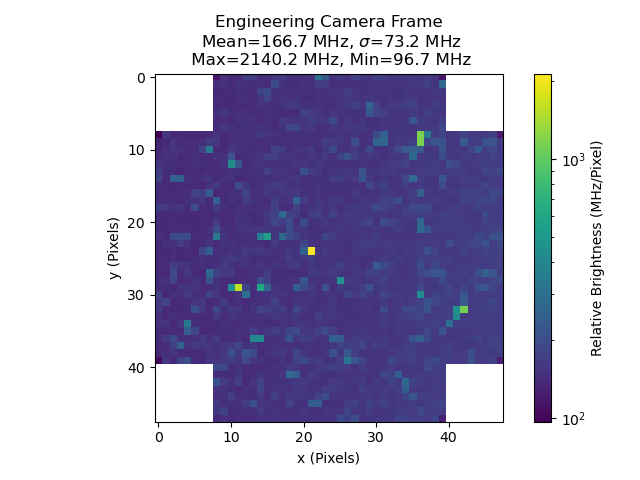 Engineering Camera Frame
Mean=166.7 MHz, σ=73.2 MHz
Max=2140.2 MHz, Min=96.7 MHz
0
10
20
30
40
y (Pixels)
0
10
20
30
40
x (Pixels)
10³
10²
Relative Brightness (MHz/Pixel)